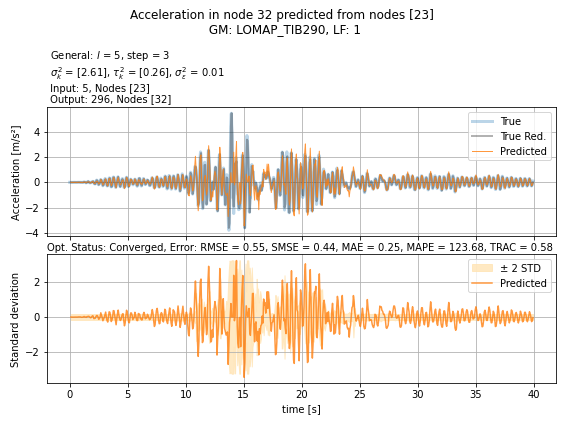 Acceleration in node 32 predicted from nodes [23]
GM: LOMAP_TIB290, LF: 1
General: l = 5, step = 3
σ²ₖ = [2.61], τ²ₖ = [0.26], σ²ε = 0.01
Input: 5, Nodes [23]
Output: 296, Nodes [32]
Acceleration [m/s²]
4
2
0
−2
−4
True
True Red.
Predicted
Opt. Status: Converged, Error: RMSE = 0.55, SMSE = 0.44, MAE = 0.25, MAPE = 123.68, TRAC = 0.58
Standard deviation
2
0
−2
± 2 STD
Predicted
0 5 10 15 20 25 30 35 40
time [s]